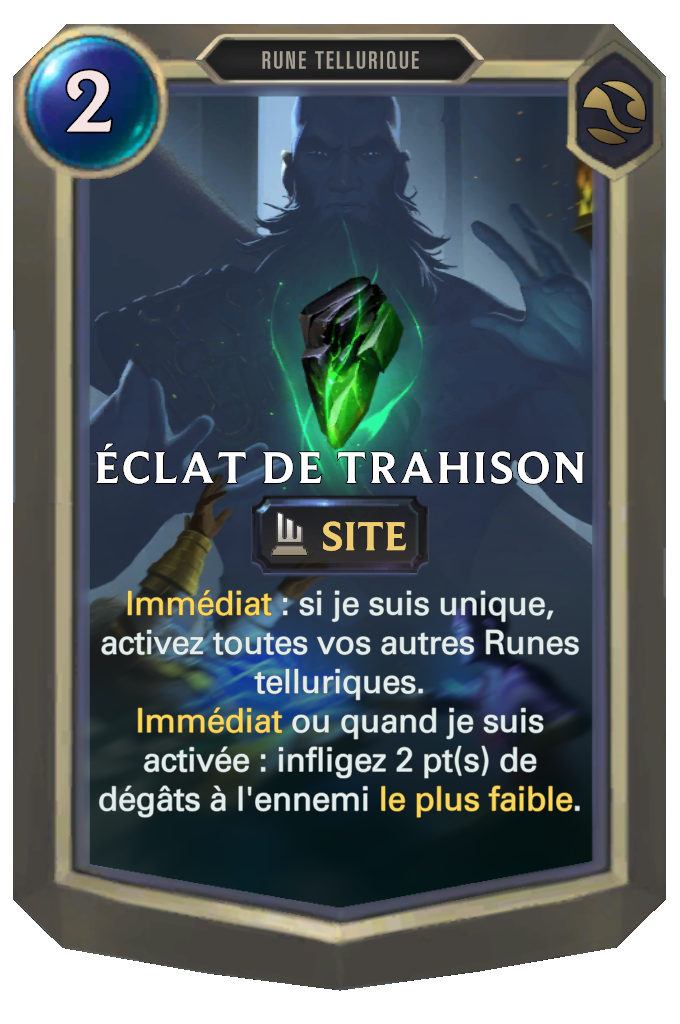 RUNE TELLURIQUE
2
ÉCLAT DE TRAHISON
SITE
Immédiat : si je suis unique,
activez toutes vos autres Runes
telluriques.
Immédiat ou quand je suis
activée : infligez 2 pt(s) de
dégâts à l'ennemi le plus faible.